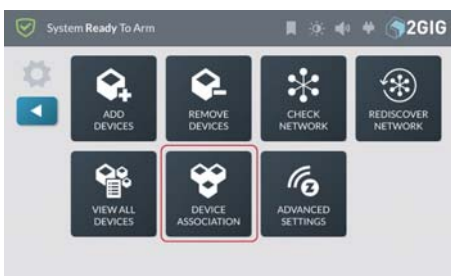 System Ready To Arm
2GIG
ADD
DEVICES
REMOVE
DEVICES
CHECK
NETWORK
REDISCOVER
NETWORK
VIEW ALL
DEVICES
DEVICE
ASSOCIATION
ADVANCED
SETTINGS
Z